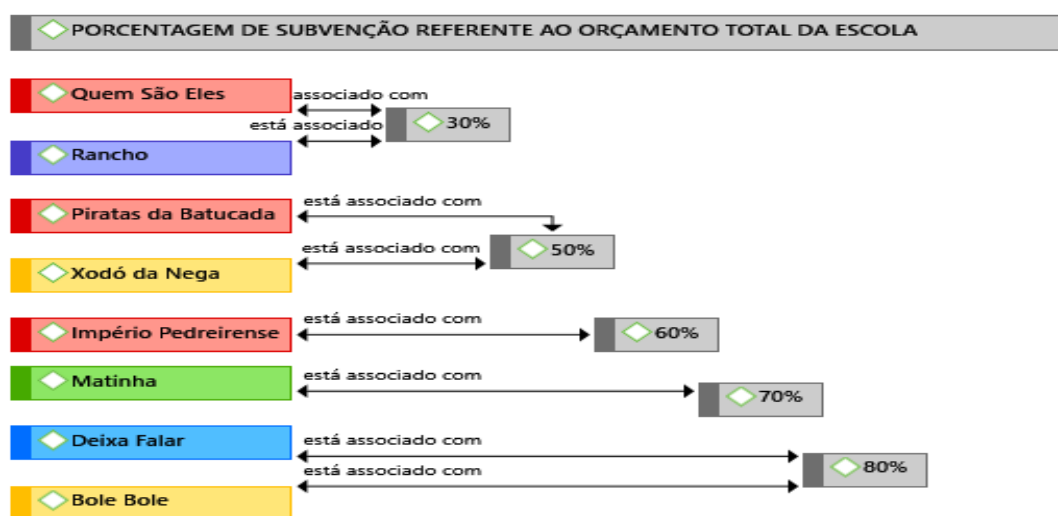 PORCENTAGEM DE SUBVENÇÃO REFERENTE AO ORÇAMENTO TOTAL DA ESCOLA
Quem São Eles
associado com
está associado
30%
Rancho
Piratas da Batucada
está associado com
está associado com
50%
Xodó da Nega
Império Pedreirense
está associado com
60%
Matinha
está associado com
70%
Deixa Falar
está associado com
está associado com
80%
Bole Bole